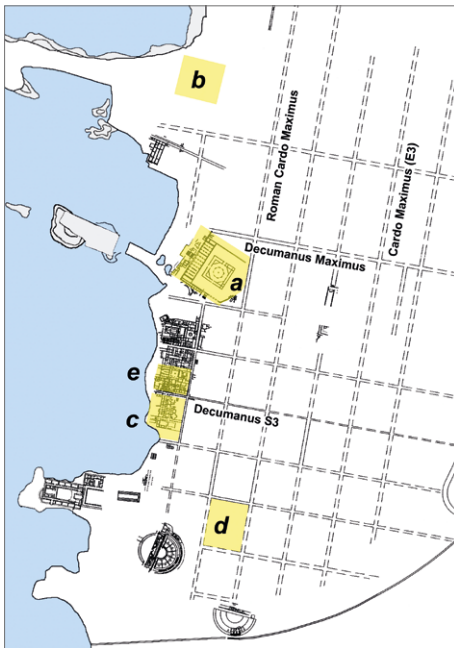 b
Roman Cardo Maximus
Cardo Maximus (E3)
Decumanus Maximus
a
e
Decumanus S3
c
d